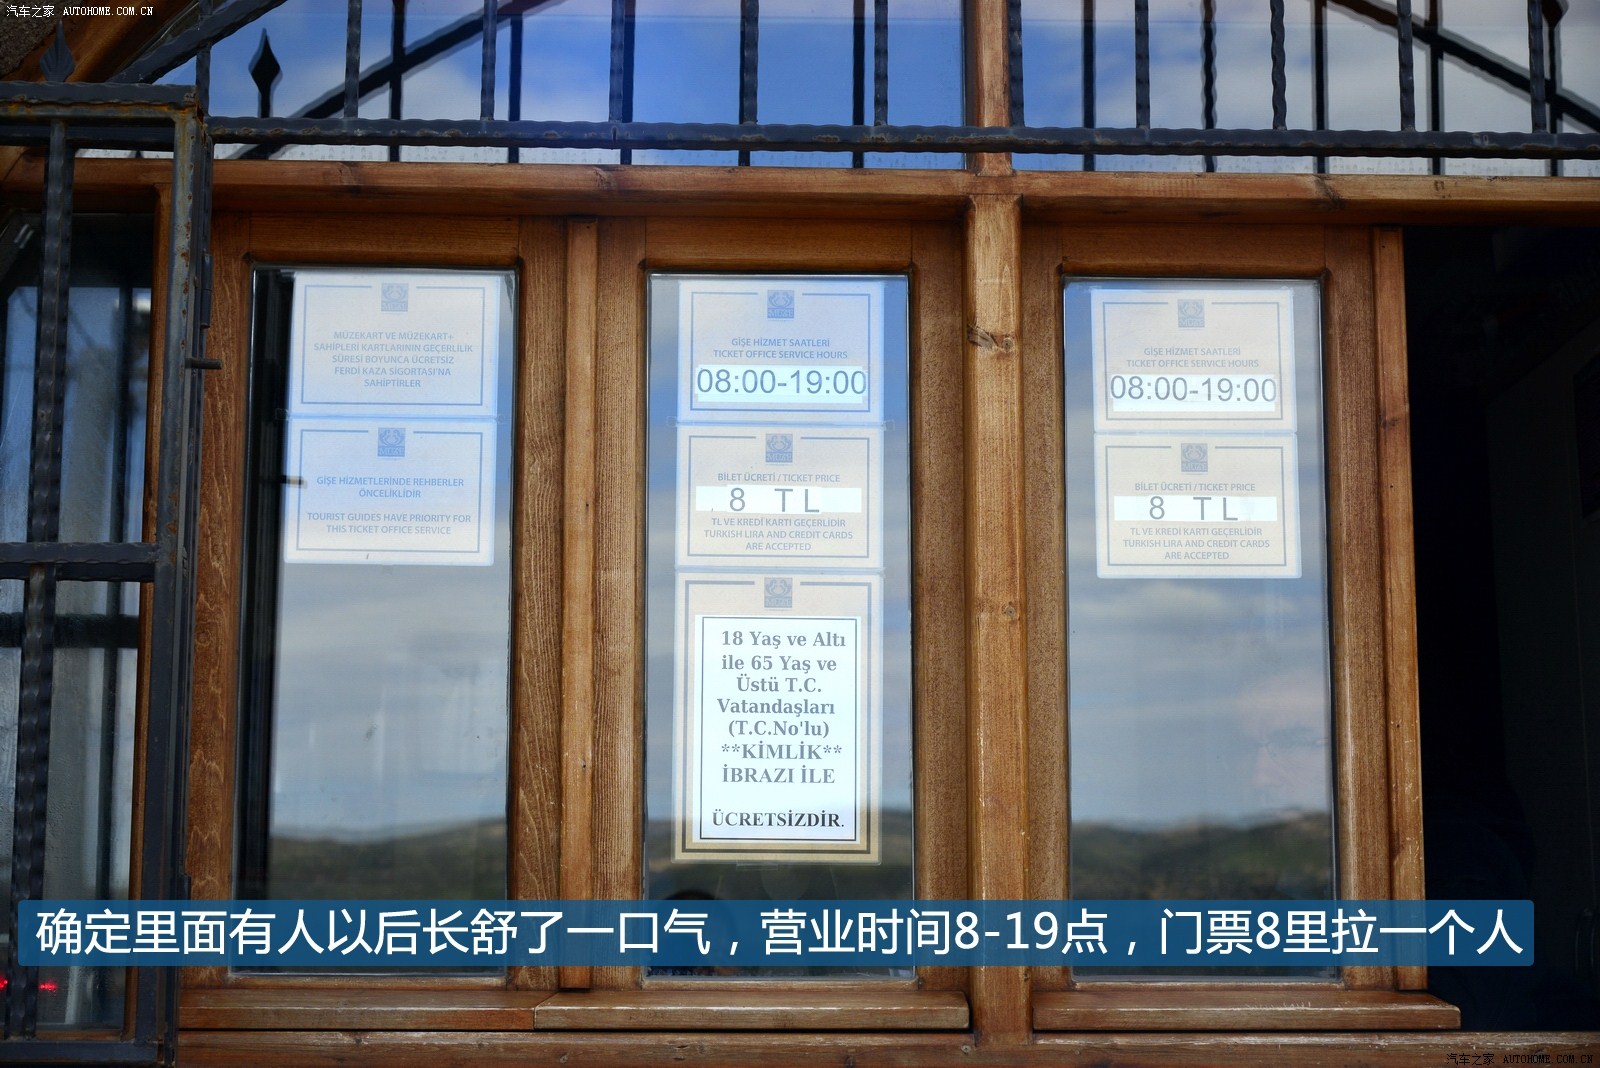 汽车之家 AUTOHOME.COM.CN
MÜZEKART VE MÜZEKART+
SAHİPLERİ KARTLARININ GEÇERLİLİK
SÜRESİ BOYUNCA ÜCRETSİZ
FERDİ KAZA SİGORTASI'NA
SAHİPTİRLER
GİŞE HİZMETLERİNDE REHBERLER
ÖNCELİKLİDİR
TOURIST GUIDES HAVE PRIORITY FOR
THIS TICKET OFFICE SERVICE
GİŞE HİZMET SAATLERİ
TICKET OFFICE SERVICE HOURS
08:00-19:00
BİLET ÜCRETİ / TICKET PRICE
8 TL
TL VE KREDİ KARTI GEÇERLİDİR
TURKISH LIRA AND CREDIT CARDS
ARE ACCEPTED
18 Yaş ve Altı
ile 65 Yaş ve
Üstü T.C.
Vatandaşları
(T.C.No'lu)
**KİMLİK**
İBRAZI İLE
ÜCRETSİZDİR.
GİŞE HİZMET SAATLERİ
TICKET OFFICE SERVICE HOURS
08:00-19:00
BİLET ÜCRETİ / TICKET PRICE
8 TL
TL VE KREDİ KARTI GEÇERLİDİR
TURKISH LIRA AND CREDIT CARDS
ARE ACCEPTED
确定里面有人以后长舒了一口气，营业时间8-19点，门票8里拉一个人
汽车之家 AUTOHOME.COM.CN